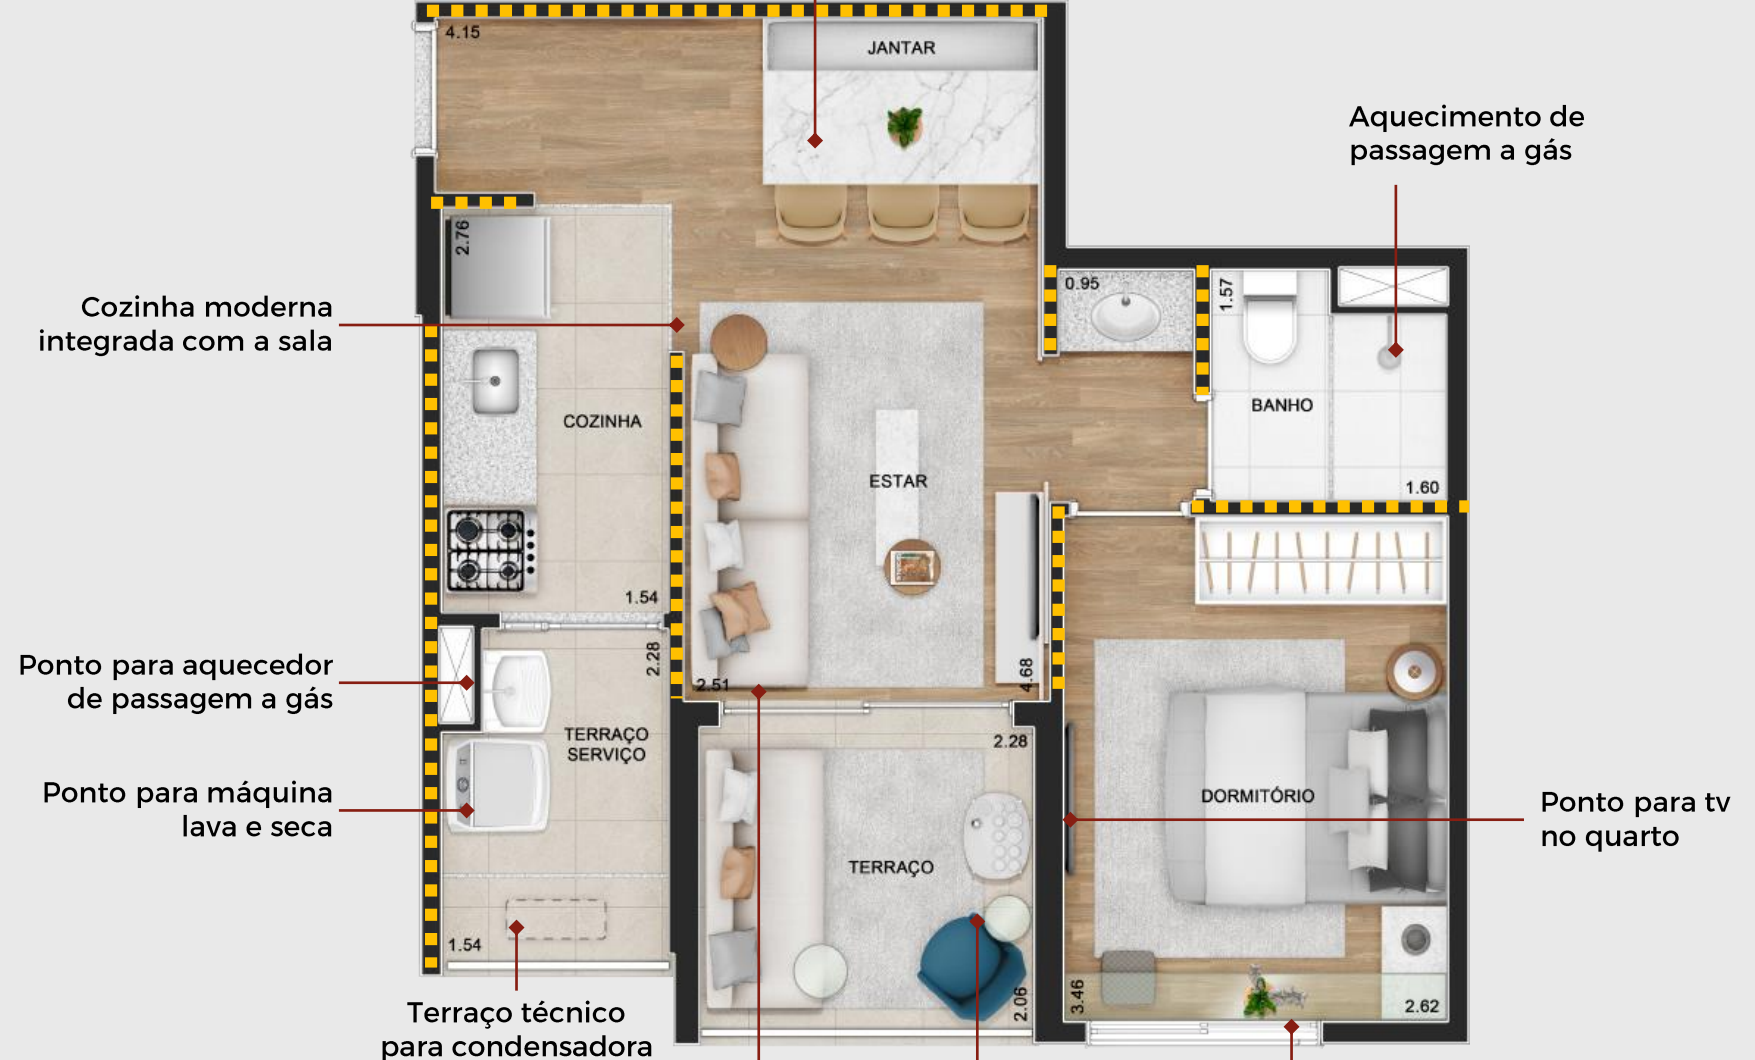 4.15
JANTAR
Aquecimento de
passagem a gás
2.76
0.95
1.57
Cozinha moderna
integrada com a sala
COZINHA
BANHO
ESTAR
1.60
1.54
Ponto para aquecedor
de passagem a gás
2.28
2.51
4.68
TERRAÇO
SERVIÇO
2.28
Ponto para máquina
lava e seca
DORMITÓRIO
Ponto para tv
no quarto
TERRAÇO
1.54
2.06
3.46
2.62
Terraço técnico
para condensadora